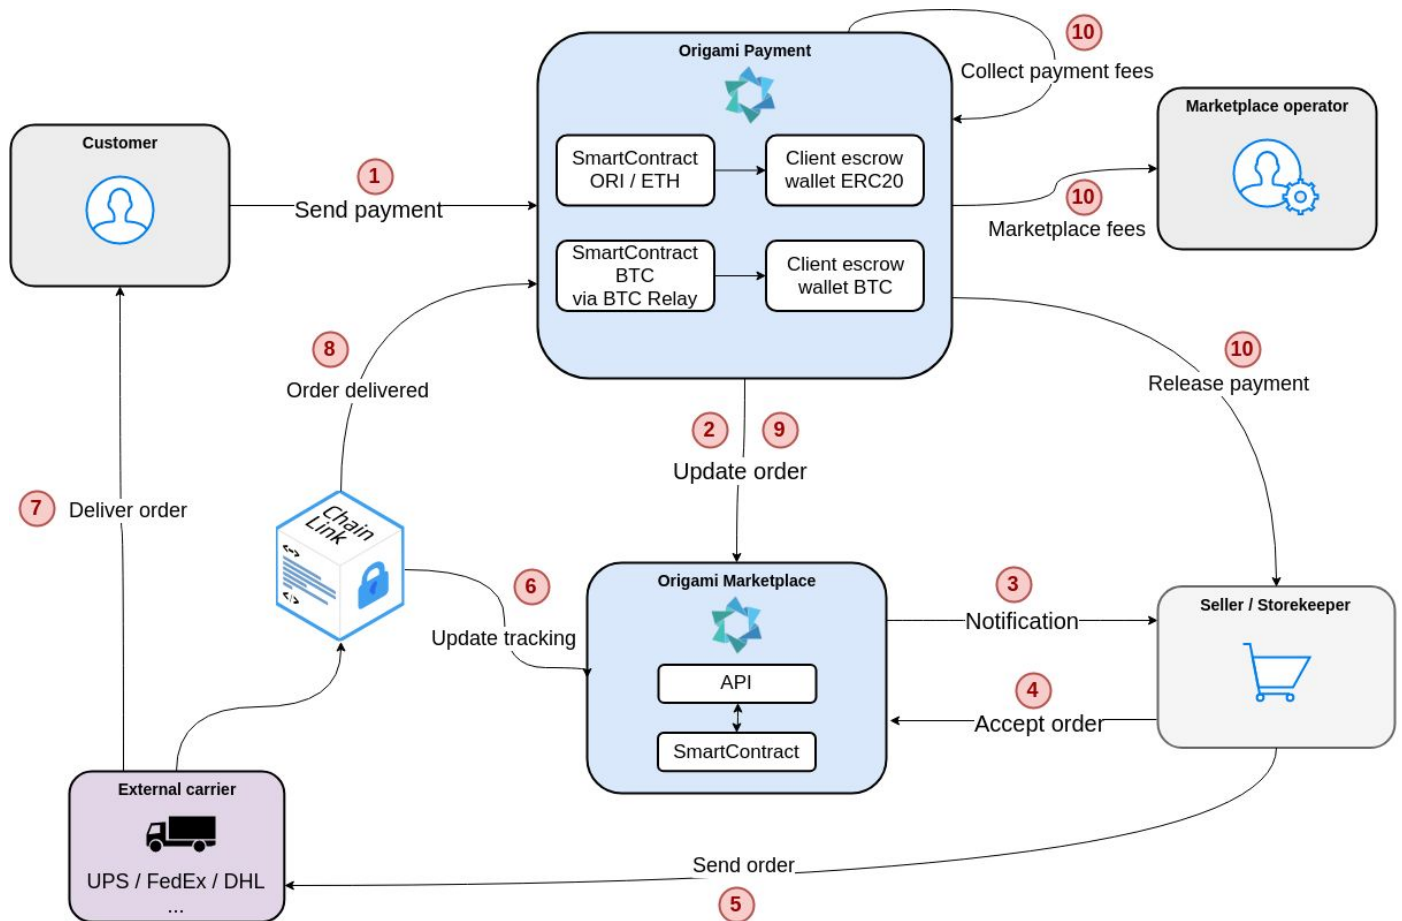 Origami Payment
10
Collect payment fees
Marketplace operator
Customer
SmartContract
ORI / ETH
Client escrow
wallet ERC20
1
Send payment
10
Marketplace fees
SmartContract
BTC
via BTC Relay
Client escrow
wallet BTC
8
Order delivered
10
Release payment
2
9
Update order
7
Deliver order
Chain
Link
<->
</>
6
Update tracking
Origami Marketplace
API
SmartContract
3
Notification
Seller / Storekeeper
4
Accept order
External carrier
UPS / FedEx / DHL
...
Send order
5